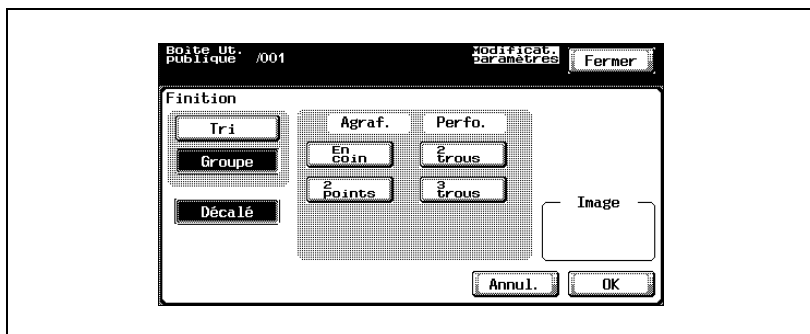 Boîte Ut.
publique /001
Modificat.
paramètres
Fermer
Finition
Tri
Groupe
Décalé
Agraf.
Perfo.
En
coin
2
trous
2
points
3
trous
Image
Annul.
OK